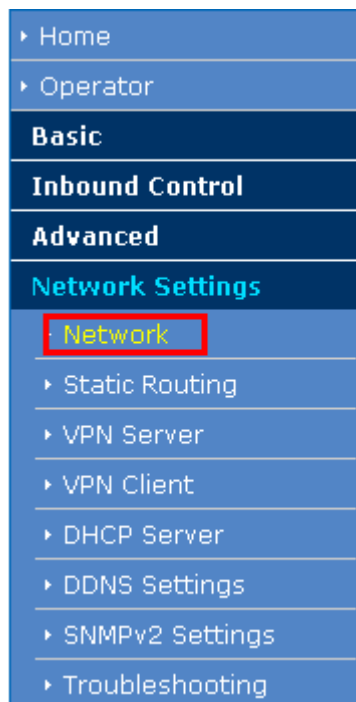 Home
Operator
Basic
Inbound Control
Advanced
Network Settings
Network
Static Routing
VPN Server
VPN Client
DHCP Server
DDNS Settings
SNMPv2 Settings
Troubleshooting